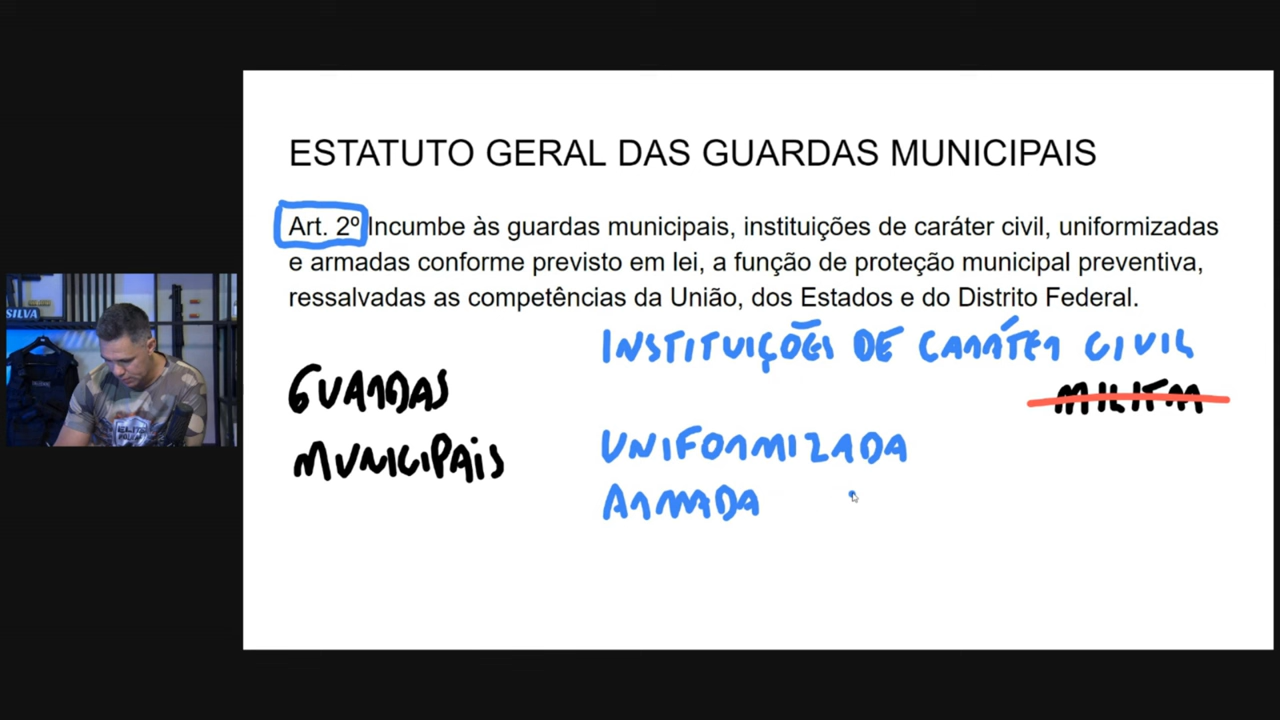 ESTATUTO GERAL DAS GUARDAS MUNICIPAIS
Art. 2º Incumbe às guardas municipais, instituições de caráter civil, uniformizadas
e armadas conforme previsto em lei, a função de proteção municipal preventiva,
ressalvadas as competências da União, dos Estados e do Distrito Federal.
SILVA
INSTITUIÇÕES DE CARÁTER CIVIL
GUARDAS
MILITAR
MUNICIPAIS
UNIFORMIZADA
ARMADA